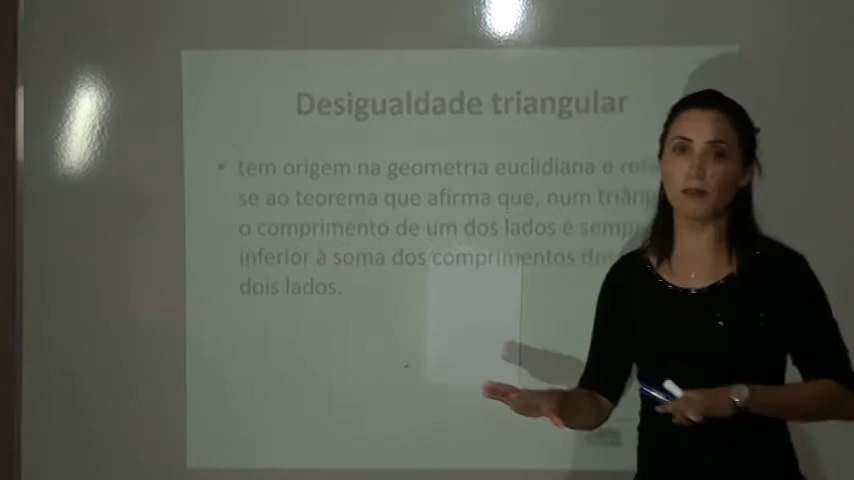 Desigualdade triangular
• tem origem na geometria euclidiana e
se ao teorema que afirma que, num
o comprimento de um dos lados é
inferior à soma dos comprimentos
dois lados.